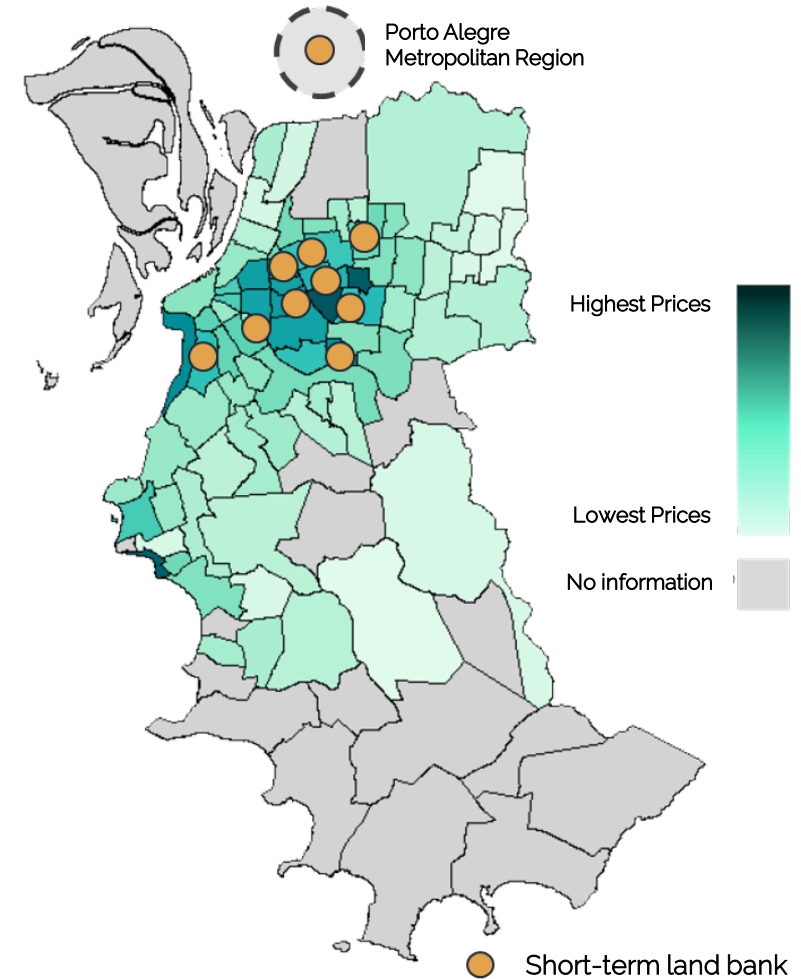 Porto Alegre
Metropolitan Region
Highest Prices
Lowest Prices
No information
Short-term land bank